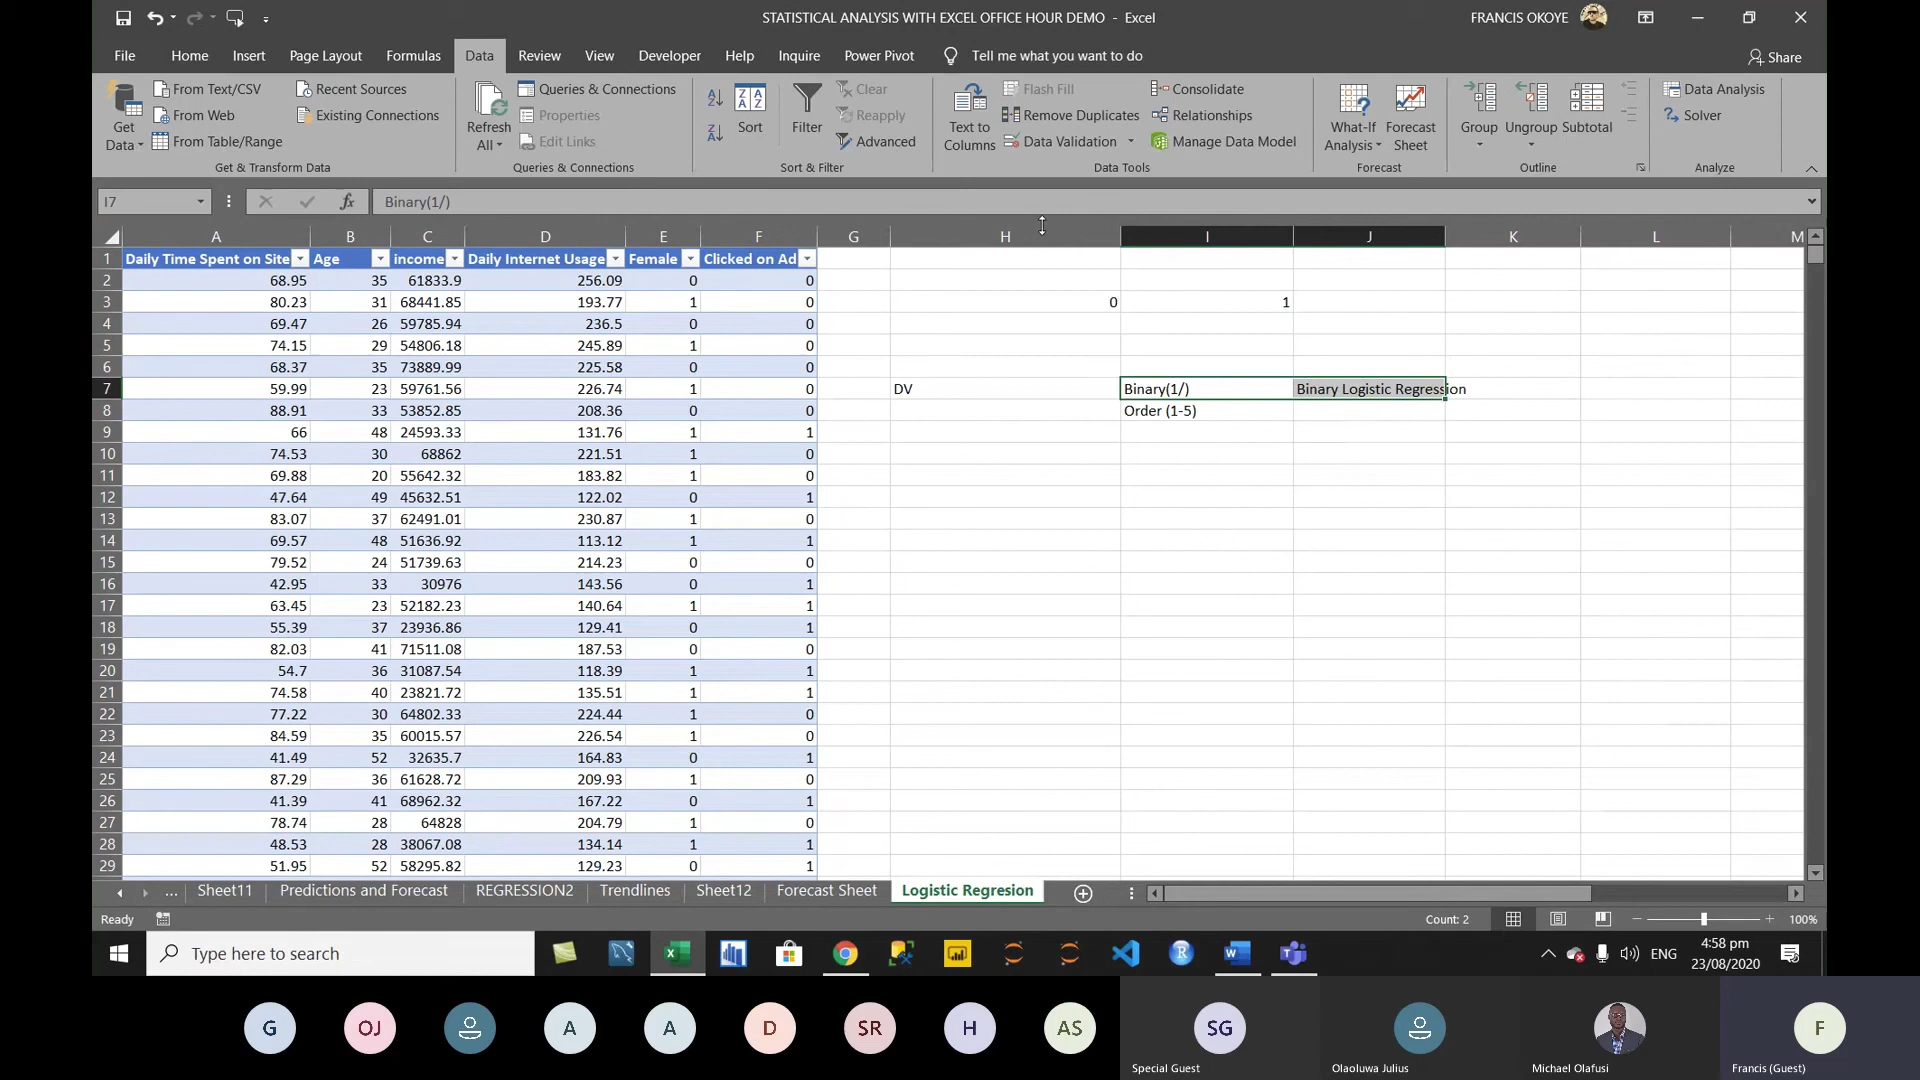 STATISTICAL ANALYSIS WITH EXCEL OFFICE HOUR DEMO - Excel
FRANCIS OKOYE
File Home Insert Page Layout Formulas Data Review View Developer Help Inquire Power Pivot Tell me what you want to do Share
Get Data
From Text/CSV
From Web
From Table/Range
Recent Sources
Existing Connections
Get & Transform Data
Refresh All
Queries & Connections
Properties
Edit Links
Queries & Connections
Sort
Filter
Clear
Reapply
Advanced
Sort & Filter
Text to Columns
Flash Fill
Remove Duplicates
Data Validation
Consolidate
Relationships
Manage Data Model
Data Tools
What-If Analysis
Forecast Sheet
Forecast
Group
Ungroup
Subtotal
Outline
Data Analysis
Solver
Analyze
I7 fx Binary(1/)
A B C D E F G H I J K L M
1 Daily Time Spent on Site Age income Daily Internet Usage Female Clicked on Ad
2 68.95 35 61833.9 256.09 0 0
3 80.23 31 68441.85 193.77 1 0 0 1
4 69.47 26 59785.94 236.5 0 0
5 74.15 29 54806.18 245.89 1 0
6 68.37 35 73889.99 225.58 0 0
7 59.99 23 59761.56 226.74 1 0 DV Binary(1/) Binary Logistic Regression
8 88.91 33 53852.85 208.36 0 0 Order (1-5)
9 66 48 24593.33 131.76 1 1
10 74.53 30 68862 221.51 1 0
11 69.88 20 55642.32 183.82 1 0
12 47.64 49 45632.51 122.02 0 1
13 83.07 37 62491.01 230.87 1 0
14 69.57 48 51636.92 113.12 1 1
15 79.52 24 51739.63 214.23 0 0
16 42.95 33 30976 143.56 0 1
17 63.45 23 52182.23 140.64 1 1
18 55.39 37 23936.86 129.41 0 1
19 82.03 41 71511.08 187.53 0 0
20 54.7 36 31087.54 118.39 1 1
21 74.58 40 23821.72 135.51 1 1
22 77.22 30 64802.33 224.44 1 0
23 84.59 35 60015.57 226.54 1 0
24 41.49 52 32635.7 164.83 0 1
25 87.29 36 61628.72 209.93 1 0
26 41.39 41 68962.32 167.22 0 1
27 78.74 28 64828 204.79 1 0
28 48.53 28 38067.08 134.14 1 1
29 51.95 52 58295.82 129.23 0 1
... Sheet11 Predictions and Forecast REGRESSION2 Trendlines Sheet12 Forecast Sheet Logistic Regresion
Ready Count: 2 100%
Type here to search
ENG
4:58 pm
23/08/2020
G OJ A A D SR H AS SG F
Special Guest
Olaoluwa Julius
Michael Olafusi
Francis (Guest)